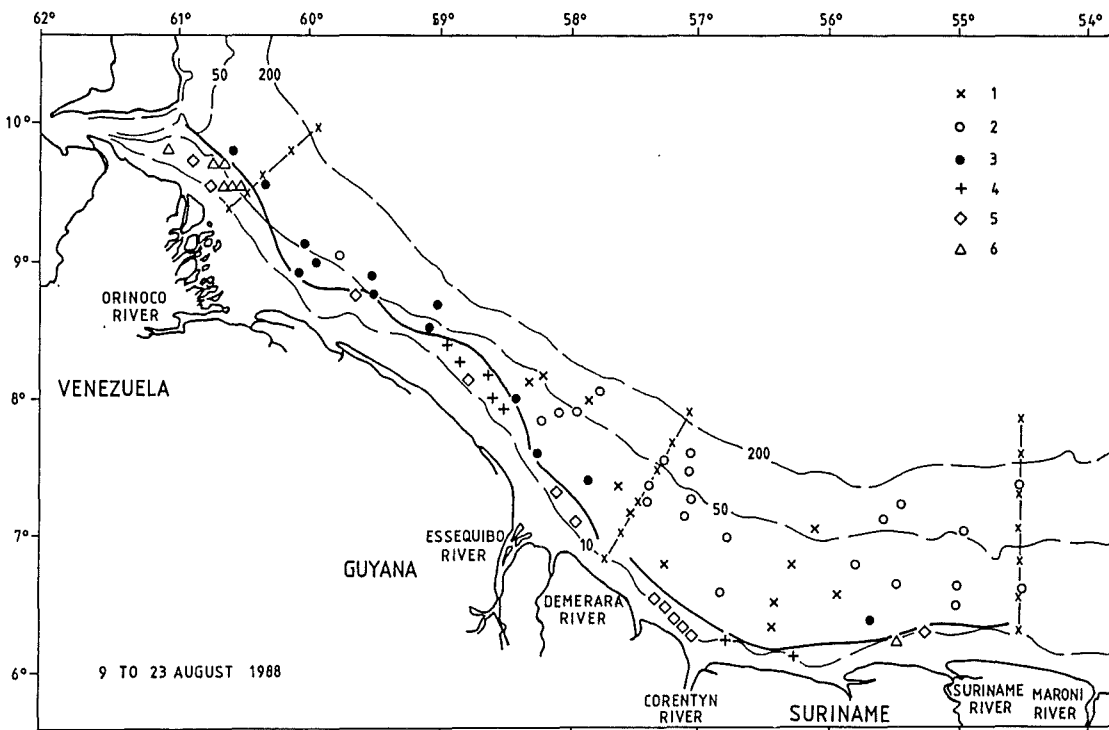 62° 61° 60° 59° 58° 57° 56° 55° 54°
50 200
1
10°
2
3
4
5
6
9°
ORINOCO
RIVER
VENEZUELA
8°
200
50
7°
ESSEQUIBO
RIVER
10
GUYANA
DEMERARA
RIVER
6°
9 TO 23 AUGUST 1988
CORENTYN
RIVER
SURINAME
SURINAME
RIVER
MARONI
RIVER